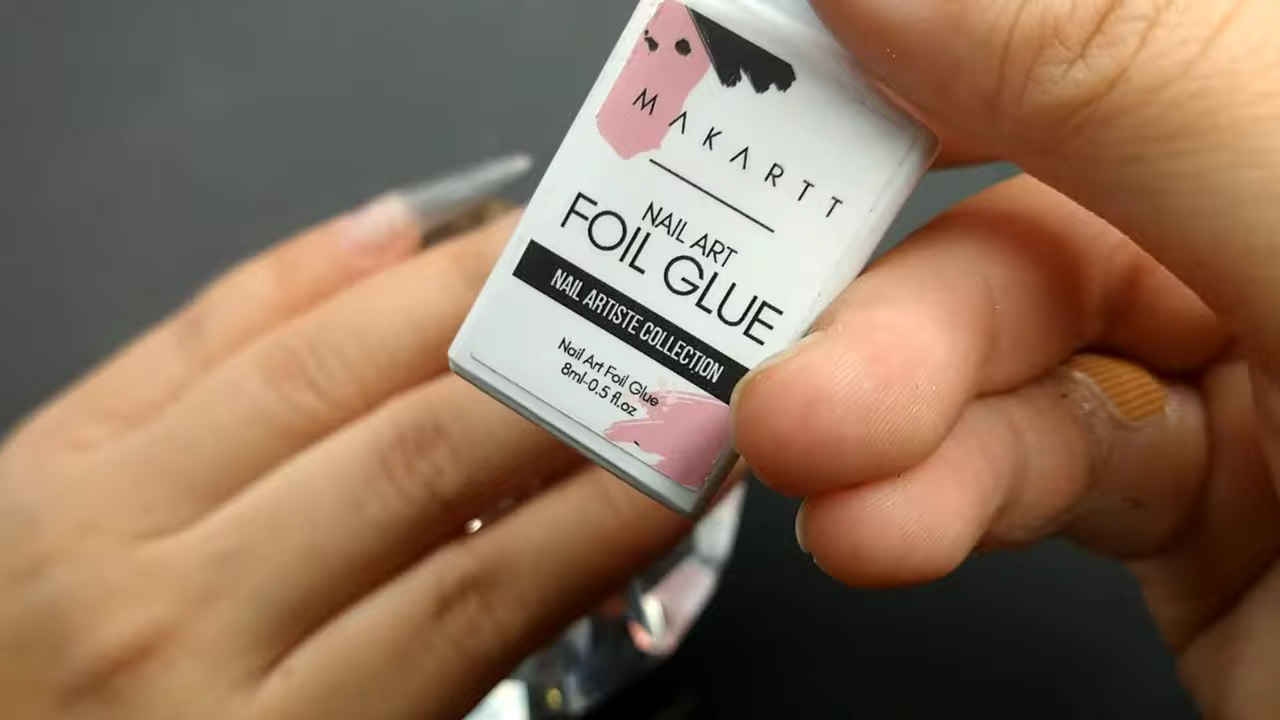 MAKARTT
NAIL ART
FOIL GLUE
NAIL ARTISTE COLLECTION
Nail Art Foil Glue
8ml-0.5 fl.oz